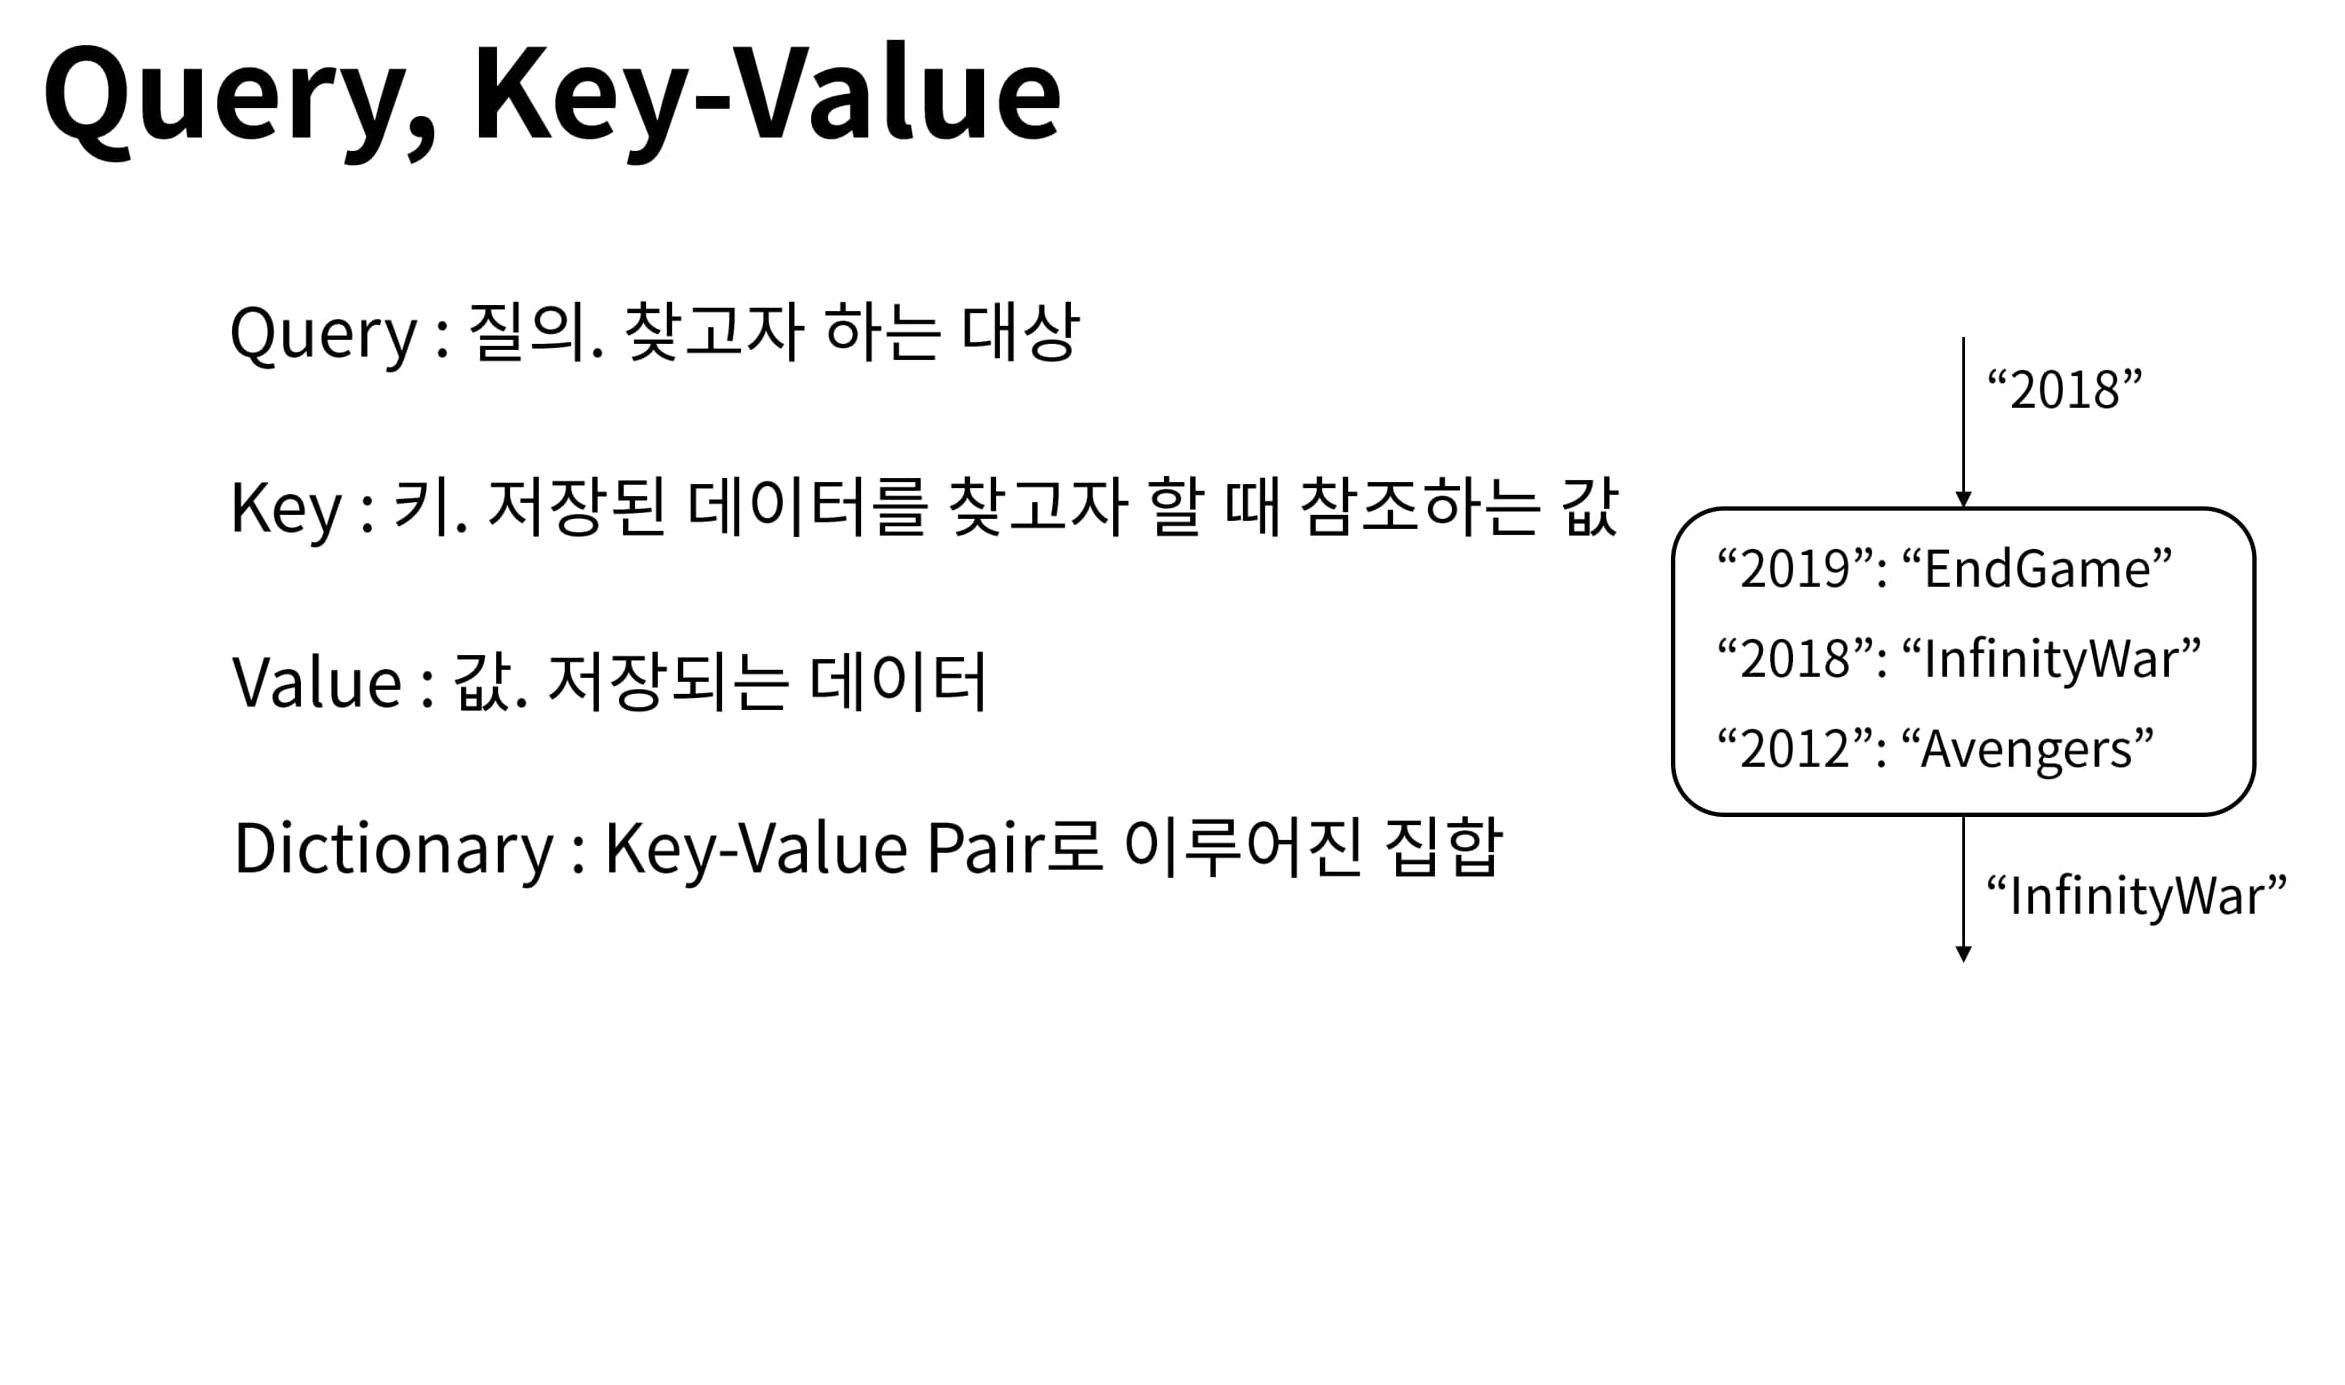 Query, Key-Value
Query : 질의. 찾고자 하는 대상
Key : 키. 저장된 데이터를 찾고자 할 때 참조하는 값
Value : 값. 저장되는 데이터
Dictionary : Key-Value Pair로 이루어진 집합
“2018”
“2019”: “EndGame”
“2018”: “InfinityWar”
“2012”: “Avengers”
“InfinityWar”